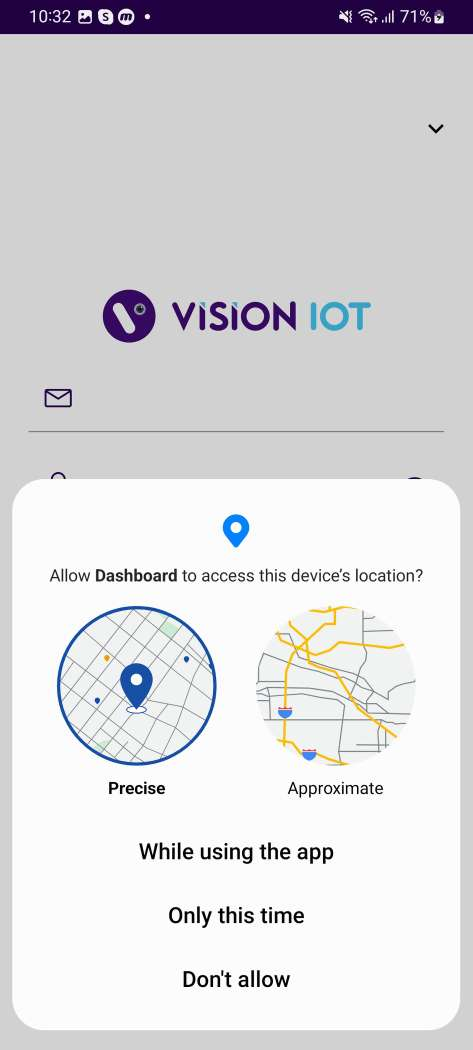 10:32 71%
VISION IOT
Allow Dashboard to access this device's location?
Precise Approximate
While using the app
Only this time
Don't allow